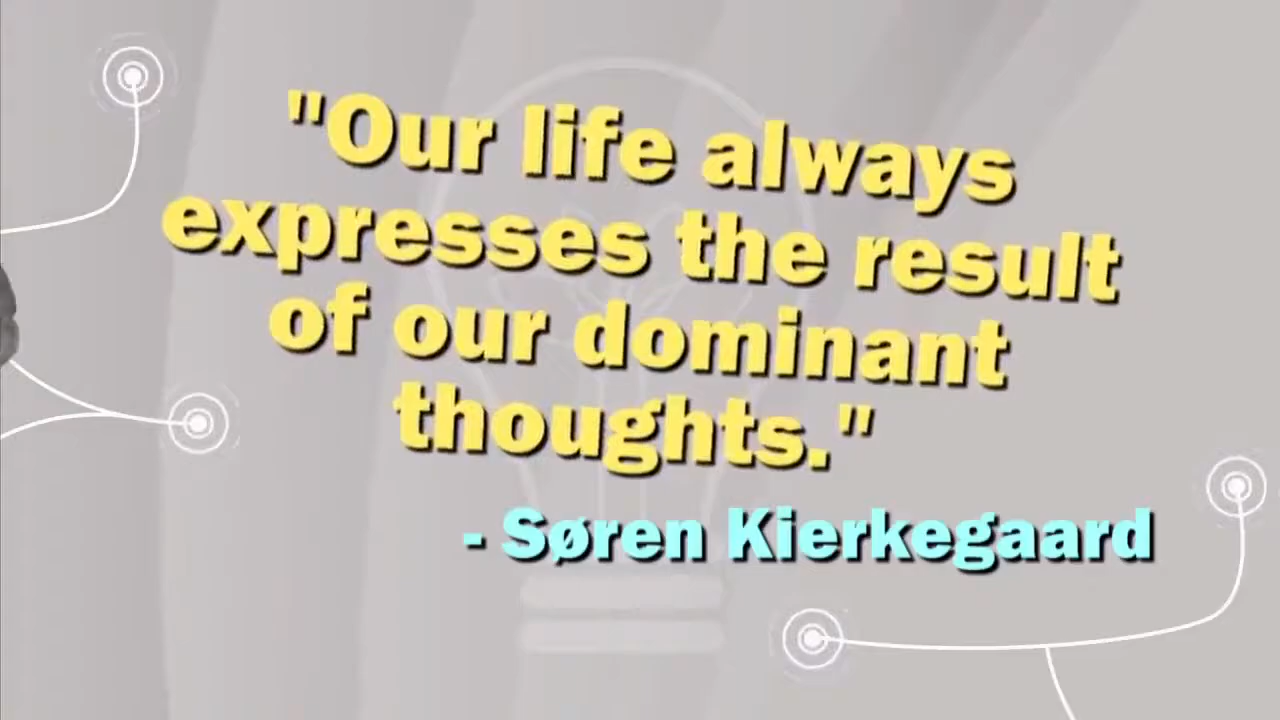 "Our life always
expresses the result
of our dominant
thoughts."
- Søren Kierkegaard